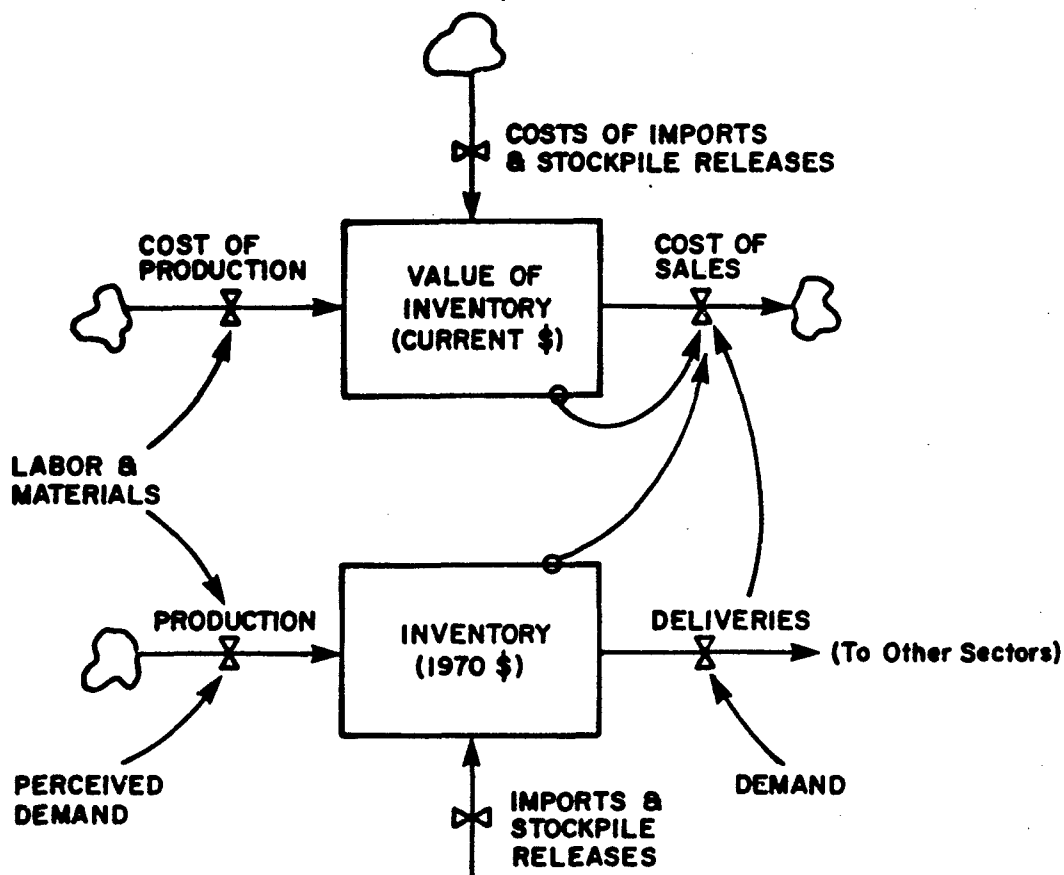 COSTS OF IMPORTS
& STOCKPILE RELEASES
COST OF
PRODUCTION
VALUE OF
INVENTORY
(CURRENT $)
COST OF
SALES
LABOR &
MATERIALS
PRODUCTION
INVENTORY
(1970 $)
DELIVERIES
(To Other Sectors)
PERCEIVED
DEMAND
IMPORTS &
STOCKPILE
RELEASES
DEMAND